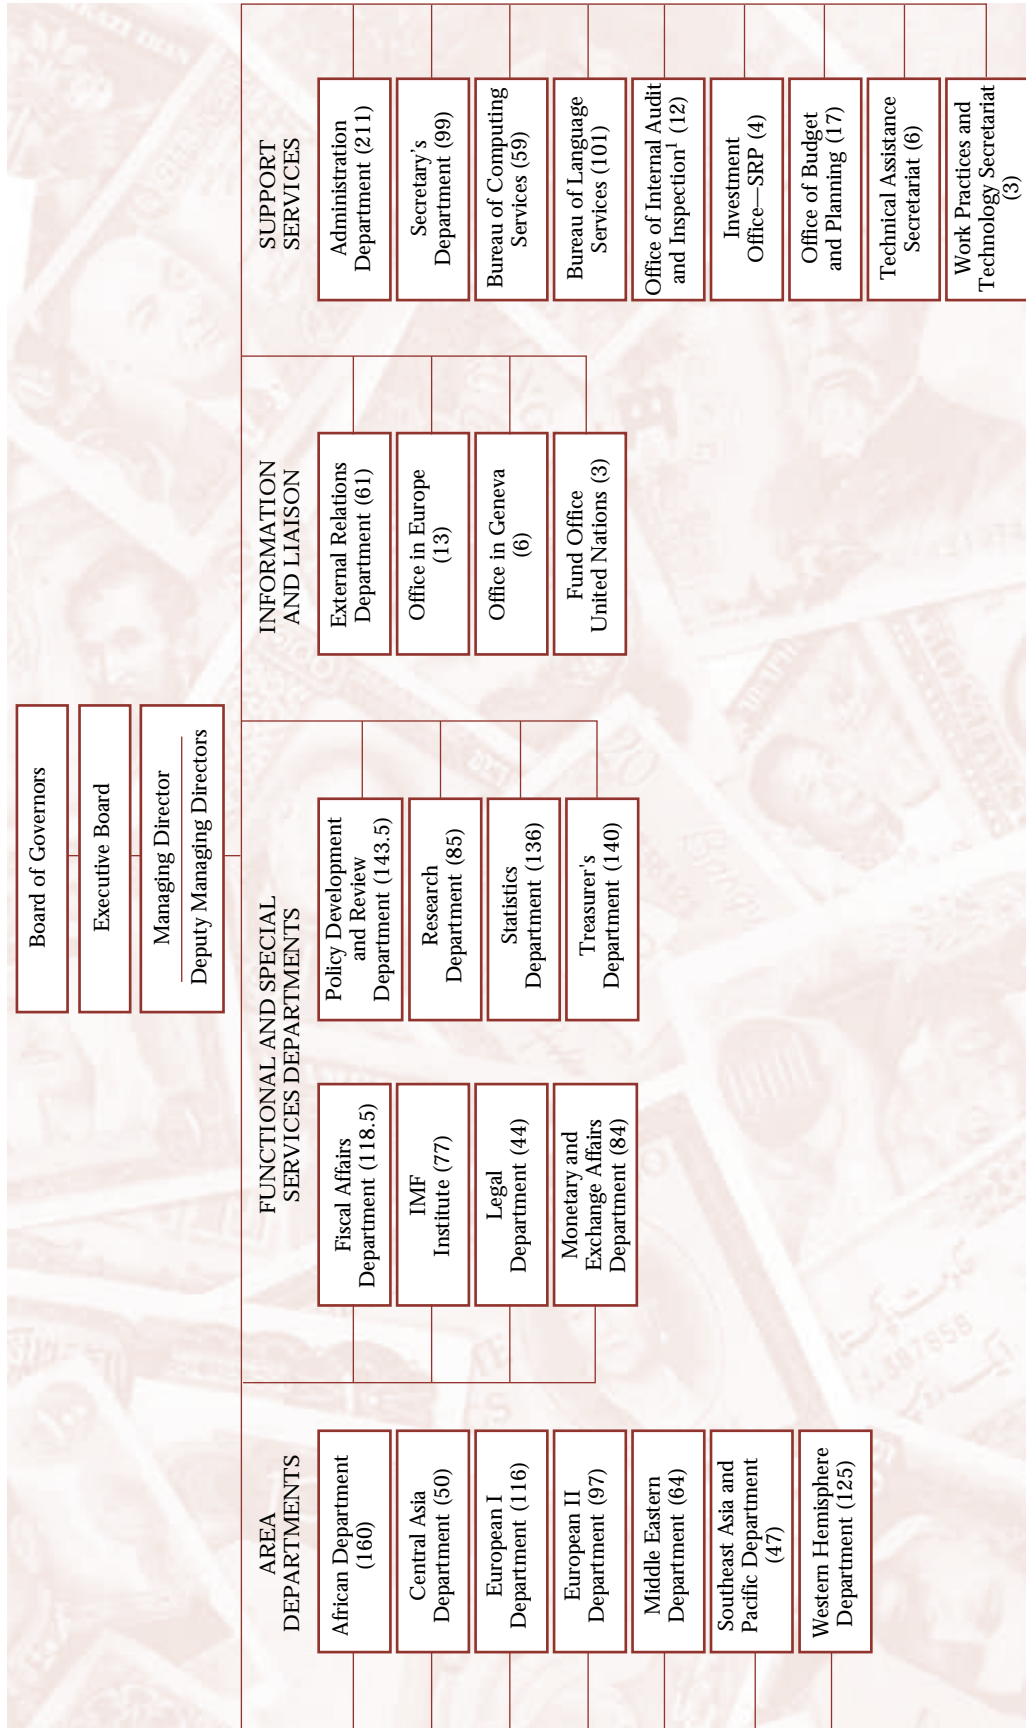 Board of Governors
Executive Board
Managing Director
Deputy Managing Directors
AREA
DEPARTMENTS
African Department
(160)
Central Asia
Department (50)
European I
Department (116)
European II
Department (97)
Middle Eastern
Department (64)
Southeast Asia and
Pacific Department
(47)
Western Hemisphere
Department (125)
FUNCTIONAL AND SPECIAL
SERVICES DEPARTMENTS
Fiscal Affairs
Department (118.5)
IMF
Institute (77)
Legal
Department (44)
Monetary and
Exchange Affairs
Department (84)
Policy Development
and Review
Department (143.5)
Research
Department (85)
Statistics
Department (136)
Treasurer's
Department (140)
INFORMATION
AND LIAISON
External Relations
Department (61)
Office in Europe
(13)
Office in Geneva
(6)
Fund Office
United Nations (3)
SUPPORT
SERVICES
Administration
Department (211)
Secretary’s
Department (99)
Bureau of Computing
Services (59)
Bureau of Language
Services (101)
Office of Internal Audit
and Inspection¹ (12)
Investment
Office—SRP (4)
Office of Budget
and Planning (17)
Technical Assistance
Secretariat (6)
Work Practices and
Technology Secretariat
(3)